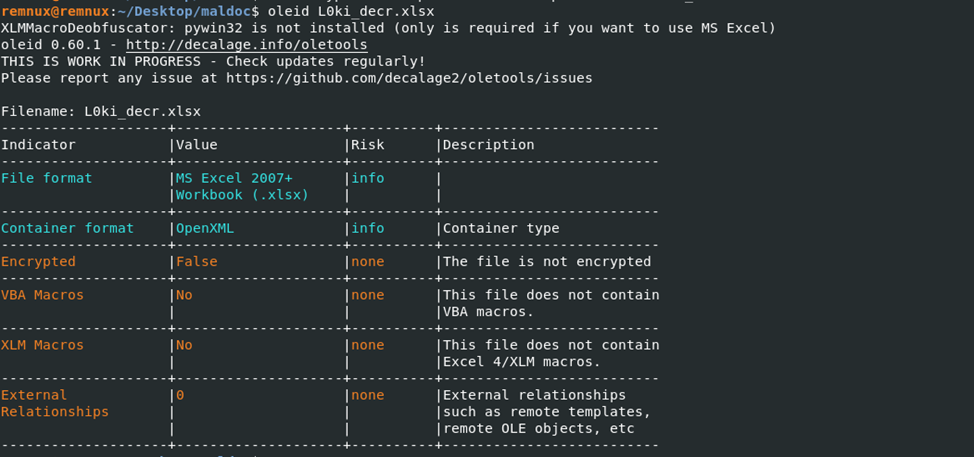 remnux@remnux:~/Desktop/maldoc$ oleid L0ki_decr.xlsx
XLMMacroDeobfuscator: pywin32 is not installed (only is required if you want to use MS Excel)
oleid 0.60.1 - http://decalage.info/oletools
THIS IS WORK IN PROGRESS - Check updates regularly!
Please report any issue at https://github.com/decalage2/oletools/issues

Filename: L0ki_decr.xlsx
--------------------+--------------------+----------+--------------------------
Indicator           |Value               |Risk      |Description
--------------------+--------------------+----------+--------------------------
File format         |MS Excel 2007+      |info      |
                    |Workbook (.xlsx)    |          |
--------------------+--------------------+----------+--------------------------
Container format    |OpenXML             |info      |Container type
--------------------+--------------------+----------+--------------------------
Encrypted           |False               |none      |The file is not encrypted
--------------------+--------------------+----------+--------------------------
VBA Macros          |No                  |none      |This file does not contain
                    |                    |          |VBA macros.
--------------------+--------------------+----------+--------------------------
XLM Macros          |No                  |none      |This file does not contain
                    |                    |          |Excel 4/XLM macros.
--------------------+--------------------+----------+--------------------------
External            |0                   |none      |External relationships
Relationships       |                    |          |such as remote templates,
                    |                    |          |remote OLE objects, etc
--------------------+--------------------+----------+--------------------------